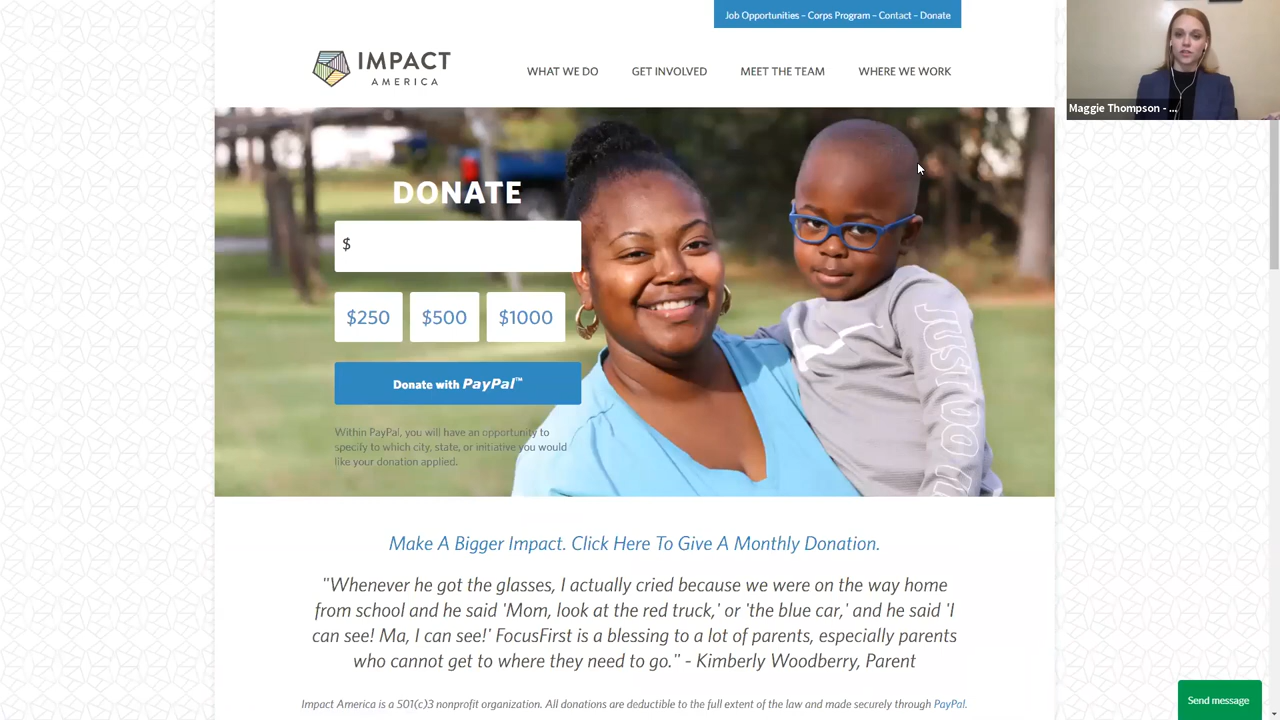 Job Opportunities – Corps Program – Contact – Donate
IMPACT
AMERICA
WHAT WE DO
GET INVOLVED
MEET THE TEAM
WHERE WE WORK
Maggie Thompson - ...
DONATE
$
$250
$500
$1000
Donate with PayPal™
Within PayPal, you will have an opportunity to
specify to which city, state, or initiative you would
like your donation applied.
JUST DO IT
Make A Bigger Impact. Click Here To Give A Monthly Donation.
"Whenever he got the glasses, I actually cried because we were on the way home
from school and he said 'Mom, look at the red truck,' or 'the blue car,' and he said 'I
can see! Ma, I can see!' FocusFirst is a blessing to a lot of parents, especially parents
who cannot get to where they need to go." - Kimberly Woodberry, Parent
Impact America is a 501(c)3 nonprofit organization. All donations are deductible to the full extent of the law and made securely through PayPal.
Send message